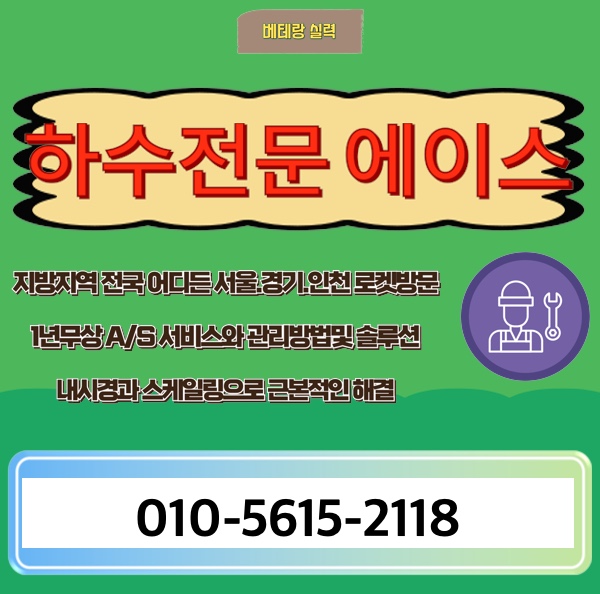 베테랑 실력
하수전문 에이스
지방지역 전국 어디든 서울.경기.인천 로켓방문
1년무상 A/S 서비스와 관리방법및 솔루션
내시경과 스케일링으로 근본적인 해결
010-5615-2118